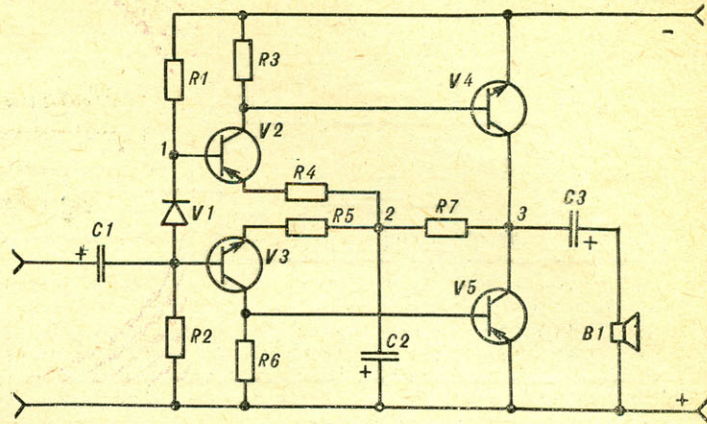 -
R3
V4
R1
V2
1
R4
V1
C1
R5
2
R7
3
C3
+
+
V3
V5
R2
R6
C2
+
B1
+